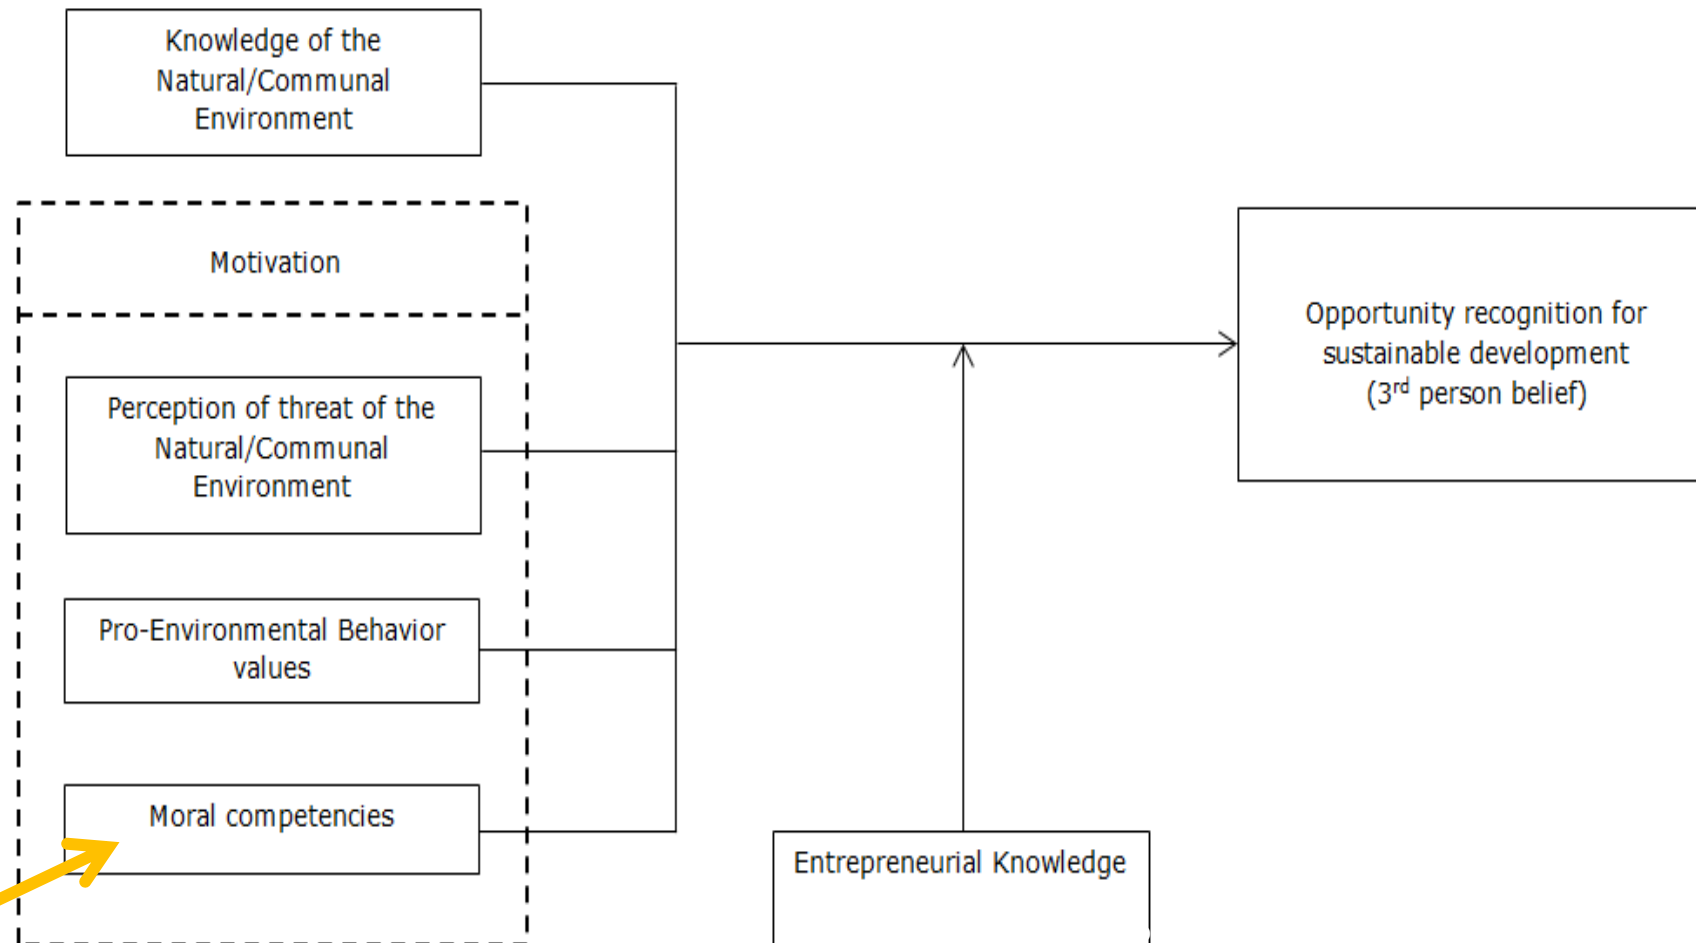 Knowledge of the
Natural/Communal
Environment
Motivation
Perception of threat of the
Natural/Communal
Environment
Pro-Environmental Behavior
values
Moral competencies
Entrepreneurial Knowledge
Opportunity recognition for
sustainable development
(3rd person belief)